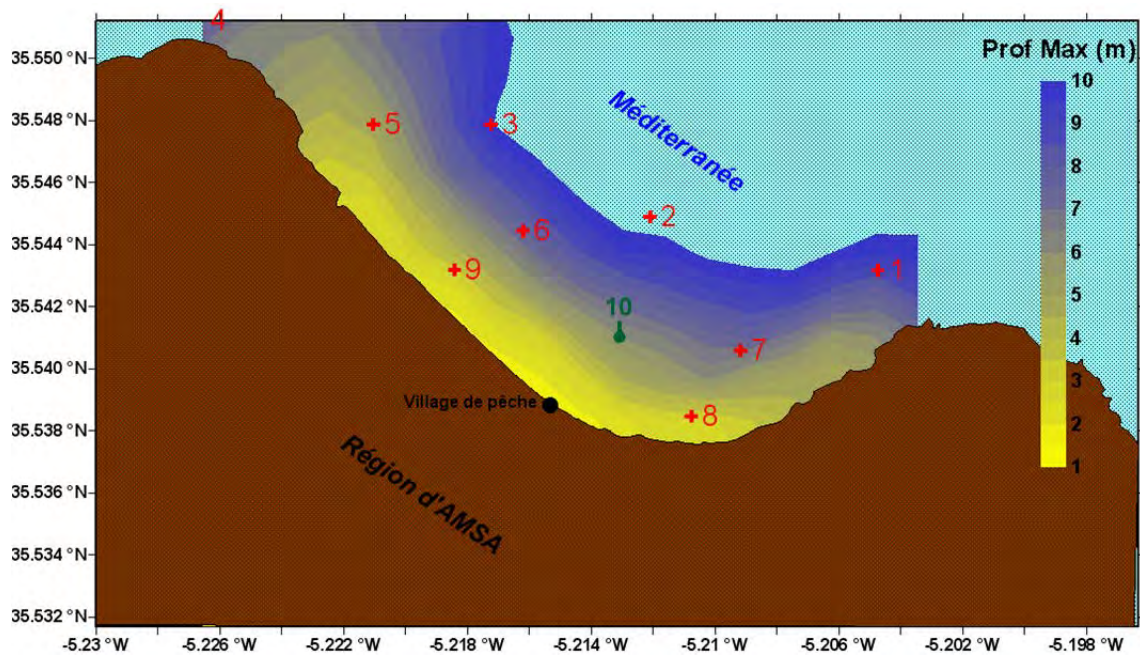 4
35.550 °N
Prof Max (m)
10
35.548 °N
5
3
Méditerranée
9
35.546 °N
8
2
35.544 °N
6
7
9
1
6
35.542 °N
10
5
7
4
35.540 °N
3
Village de pêche
8
2
35.538 °N
1
Région d'AMSA
35.536 °N
35.534 °N
35.532 °N
-5.23 °W -5.226 °W -5.222 °W -5.218 °W -5.214 °W -5.21 °W -5.206 °W -5.202 °W -5.198 °W